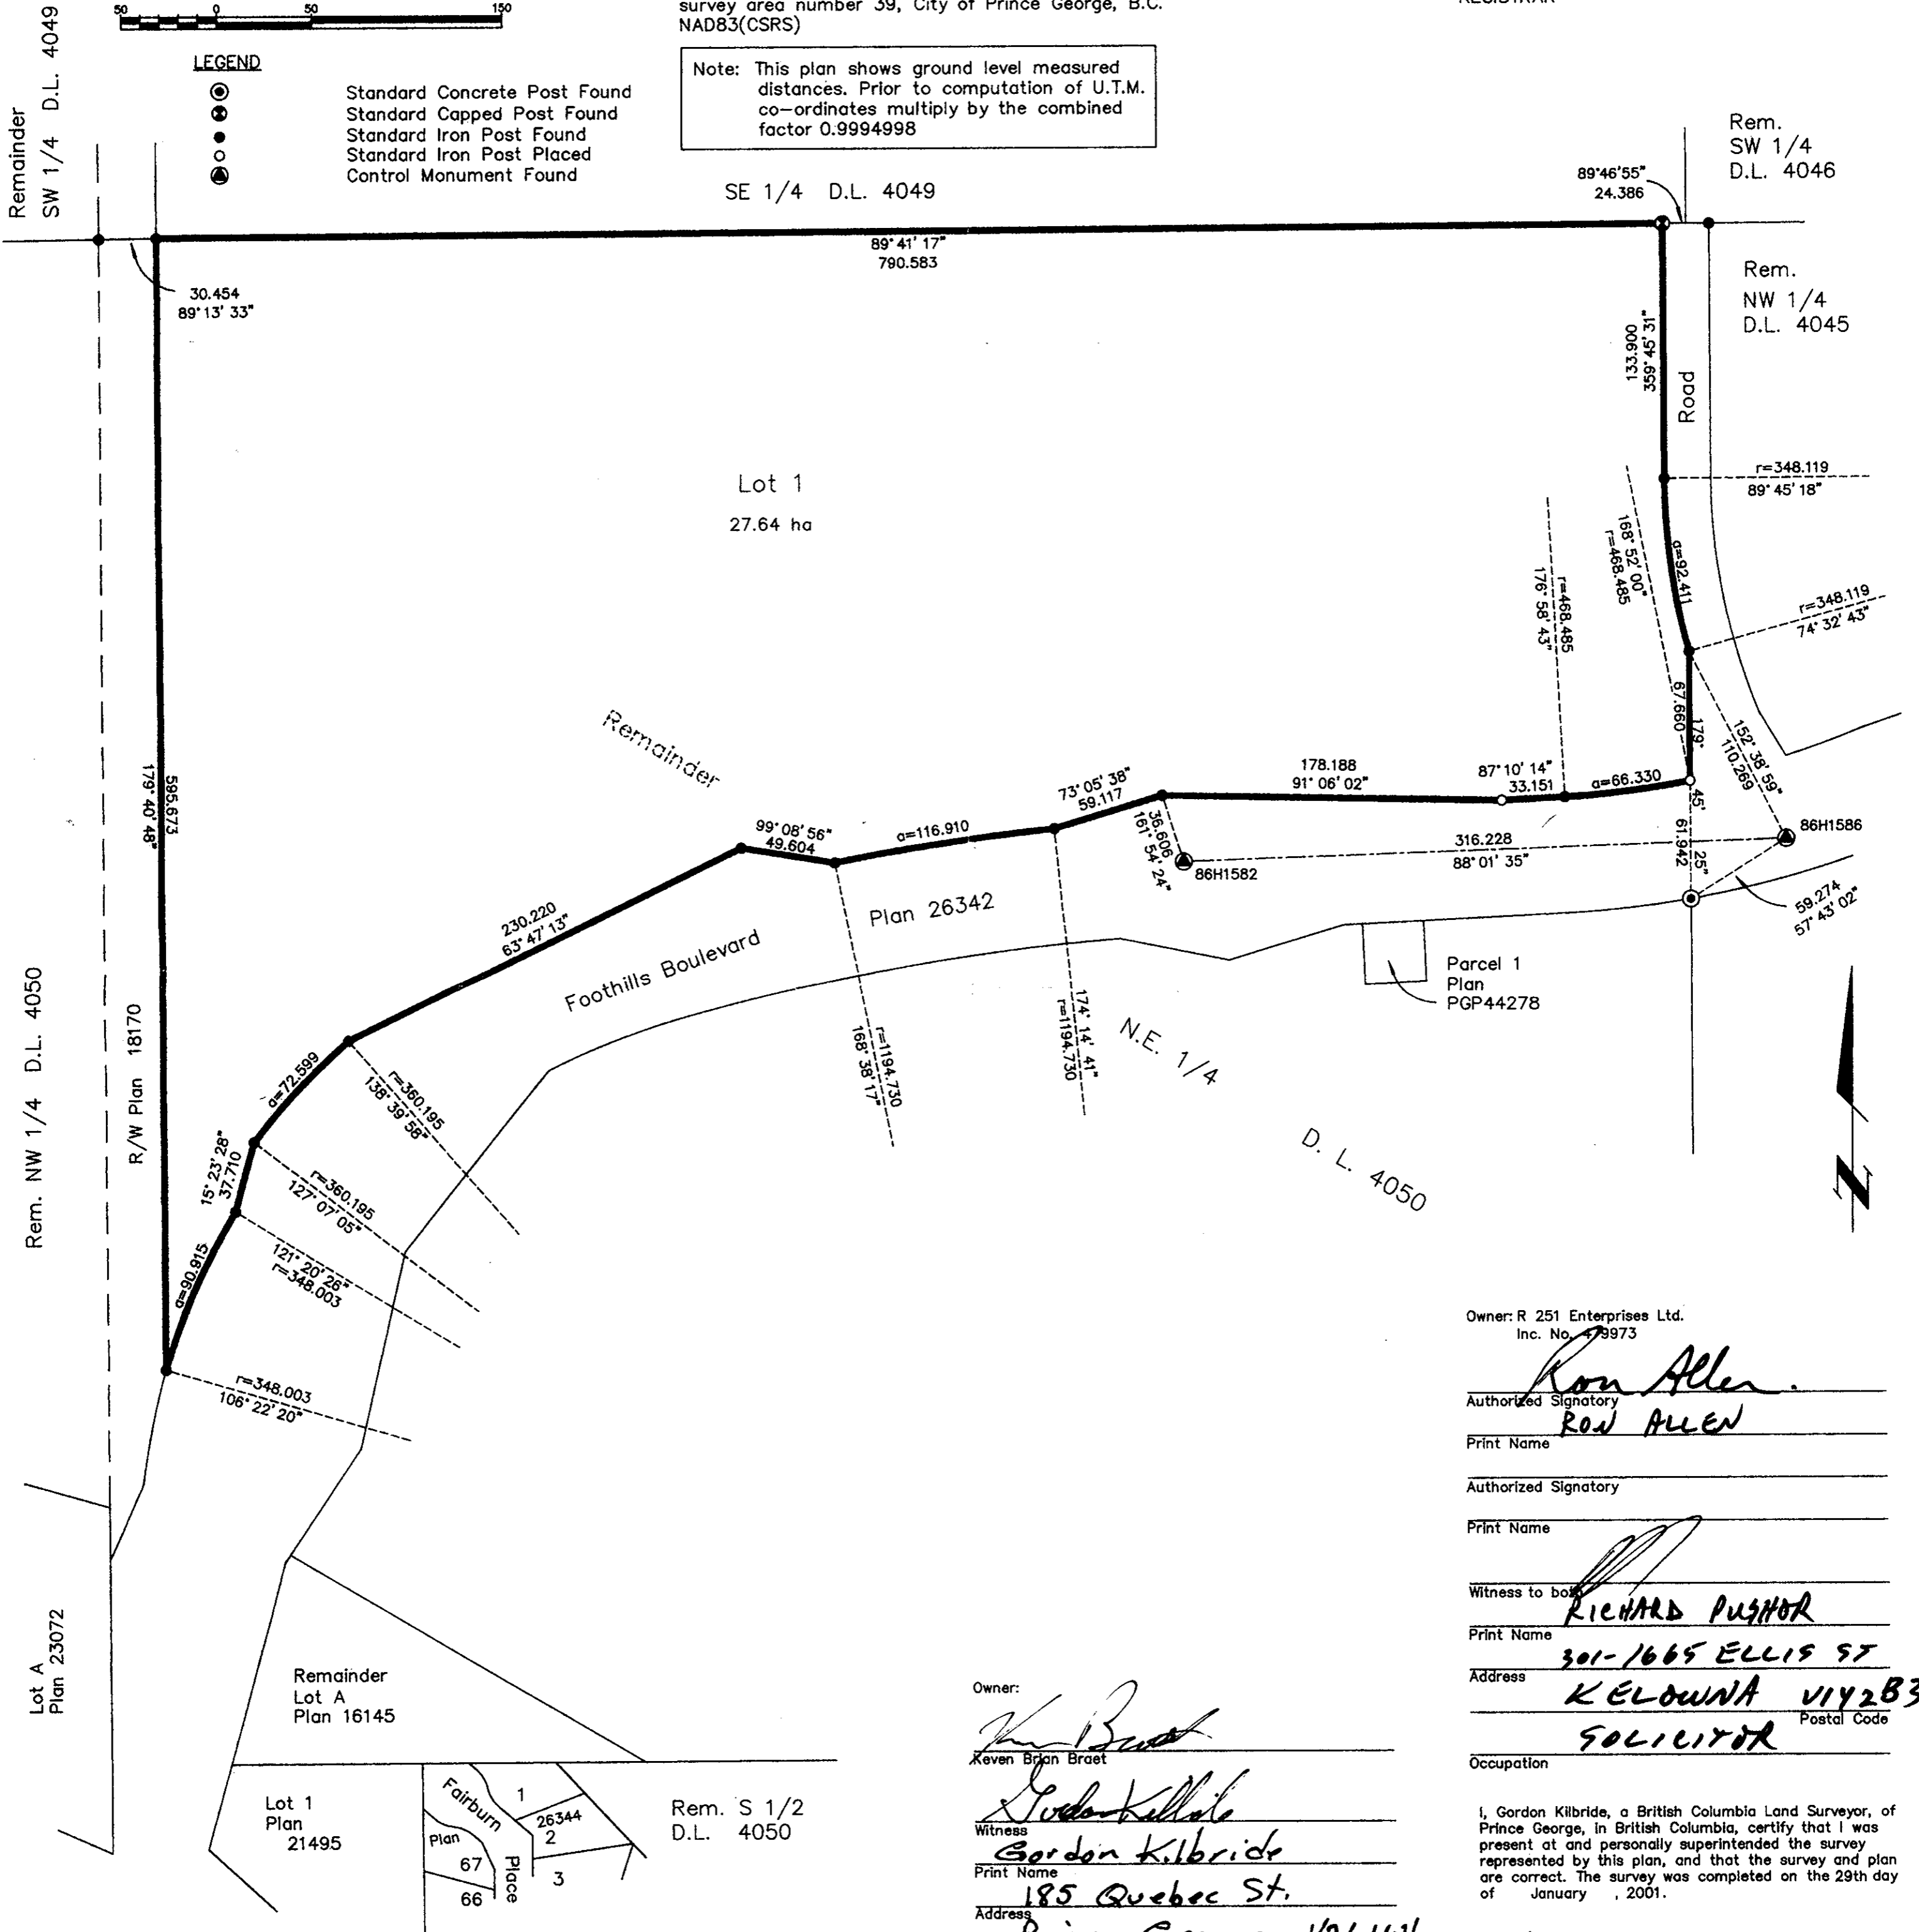 50 0 50 150
survey area number 39, City of Prince George, B.C.
NAD83(CSRS)
LEGEND
Standard Concrete Post Found
Standard Capped Post Found
Standard Iron Post Found
Standard Iron Post Placed
Control Monument Found
Note: This plan shows ground level measured
distances. Prior to computation of U.T.M.
co-ordinates multiply by the combined
factor 0.9994998
Remainder
SW 1/4 D.L. 4049
SE 1/4 D.L. 4049
89°46'55"
24.386
Rem.
SW 1/4
D.L. 4046
89° 41' 17"
790.583
30.454
89° 13' 33"
Rem.
NW 1/4
D.L. 4045
133.900
359° 45' 31"
Road
r=348.119
89° 45' 18"
Lot 1
27.64 ha
168° 52' 00"
r=468.485
a=92.411
r=468.485
176° 58' 43"
r=348.119
74° 32' 43"
67.660
179° 45' 25"
61.942
152° 38' 59"
110.269
Remainder
595.673
179° 40' 48"
178.188
91° 06' 02"
87° 10' 14"
33.151
a=66.330
73° 05' 38"
59.117
36.606
161° 54' 24"
99° 08' 56"
49.604
a=116.910
316.228
88° 01' 35"
86H1586
86H1582
59.274
57° 43' 02"
230.220
63° 47' 13"
Plan 26342
Foothills Boulevard
Parcel 1
Plan
PGP44278
r=1194.730
168° 38' 17"
174° 14' 41"
r=1194.730
N.E. 1/4
D. L. 4050
Rem. NW 1/4 D.L. 4050
R/W Plan 18170
a=72.599
r=360.195
138° 39' 58"
15° 23' 28"
37.710
r=360.195
127° 07' 05"
121° 20' 26"
r=348.003
a=90.915
r=348.003
106° 22' 20"
N
Owner: R 251 Enterprises Ltd.
Inc. No. 479973
Ron Allen.
Authorized Signatory
RON ALLEN
Print Name
Authorized Signatory
Print Name
Witness to both
RICHARD PUSHOR
Print Name
301-1665 ELLIS ST
Address
KELOWNA V1Y2B3
Postal Code
SOLICITOR
Occupation
Lot A
Plan 23072
Remainder
Lot A
Plan 16145
Lot 1
Plan
21495
Fairburn
Place
1
26344
2
3
Plan
67
66
Rem. S 1/2
D.L. 4050
Owner:
Keven Brian Braet
Gordon Kilbride
Witness
Gordon Kilbride
Print Name
185 Quebec St.
Address
I, Gordon Kilbride, a British Columbia Land Surveyor, of
Prince George, in British Columbia, certify that I was
present at and personally superintended the survey
represented by this plan, and that the survey and plan
are correct. The survey was completed on the 29th day
of January , 2001.